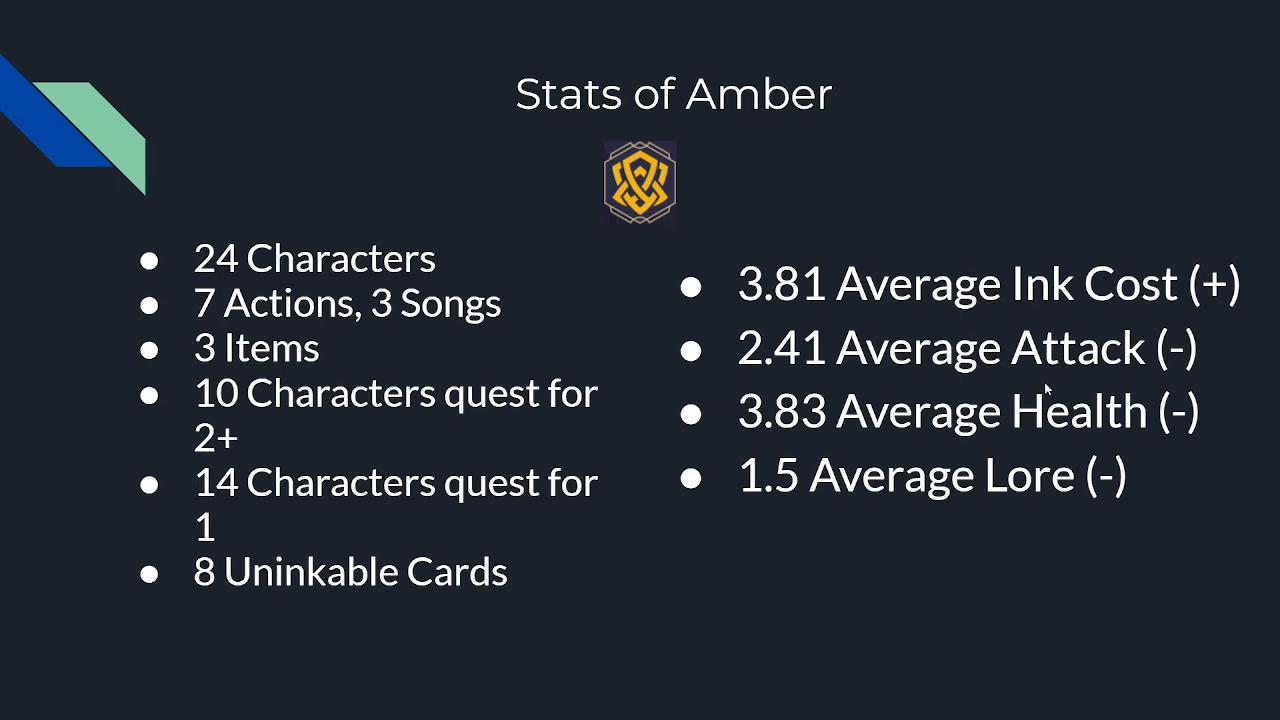 Stats of Amber
● 24 Characters
● 7 Actions, 3 Songs
● 3 Items
● 10 Characters quest for
2+
● 14 Characters quest for
1
● 8 Uninkable Cards
● 3.81 Average Ink Cost (+)
● 2.41 Average Attack (-)
● 3.83 Average Health (-)
● 1.5 Average Lore (-)